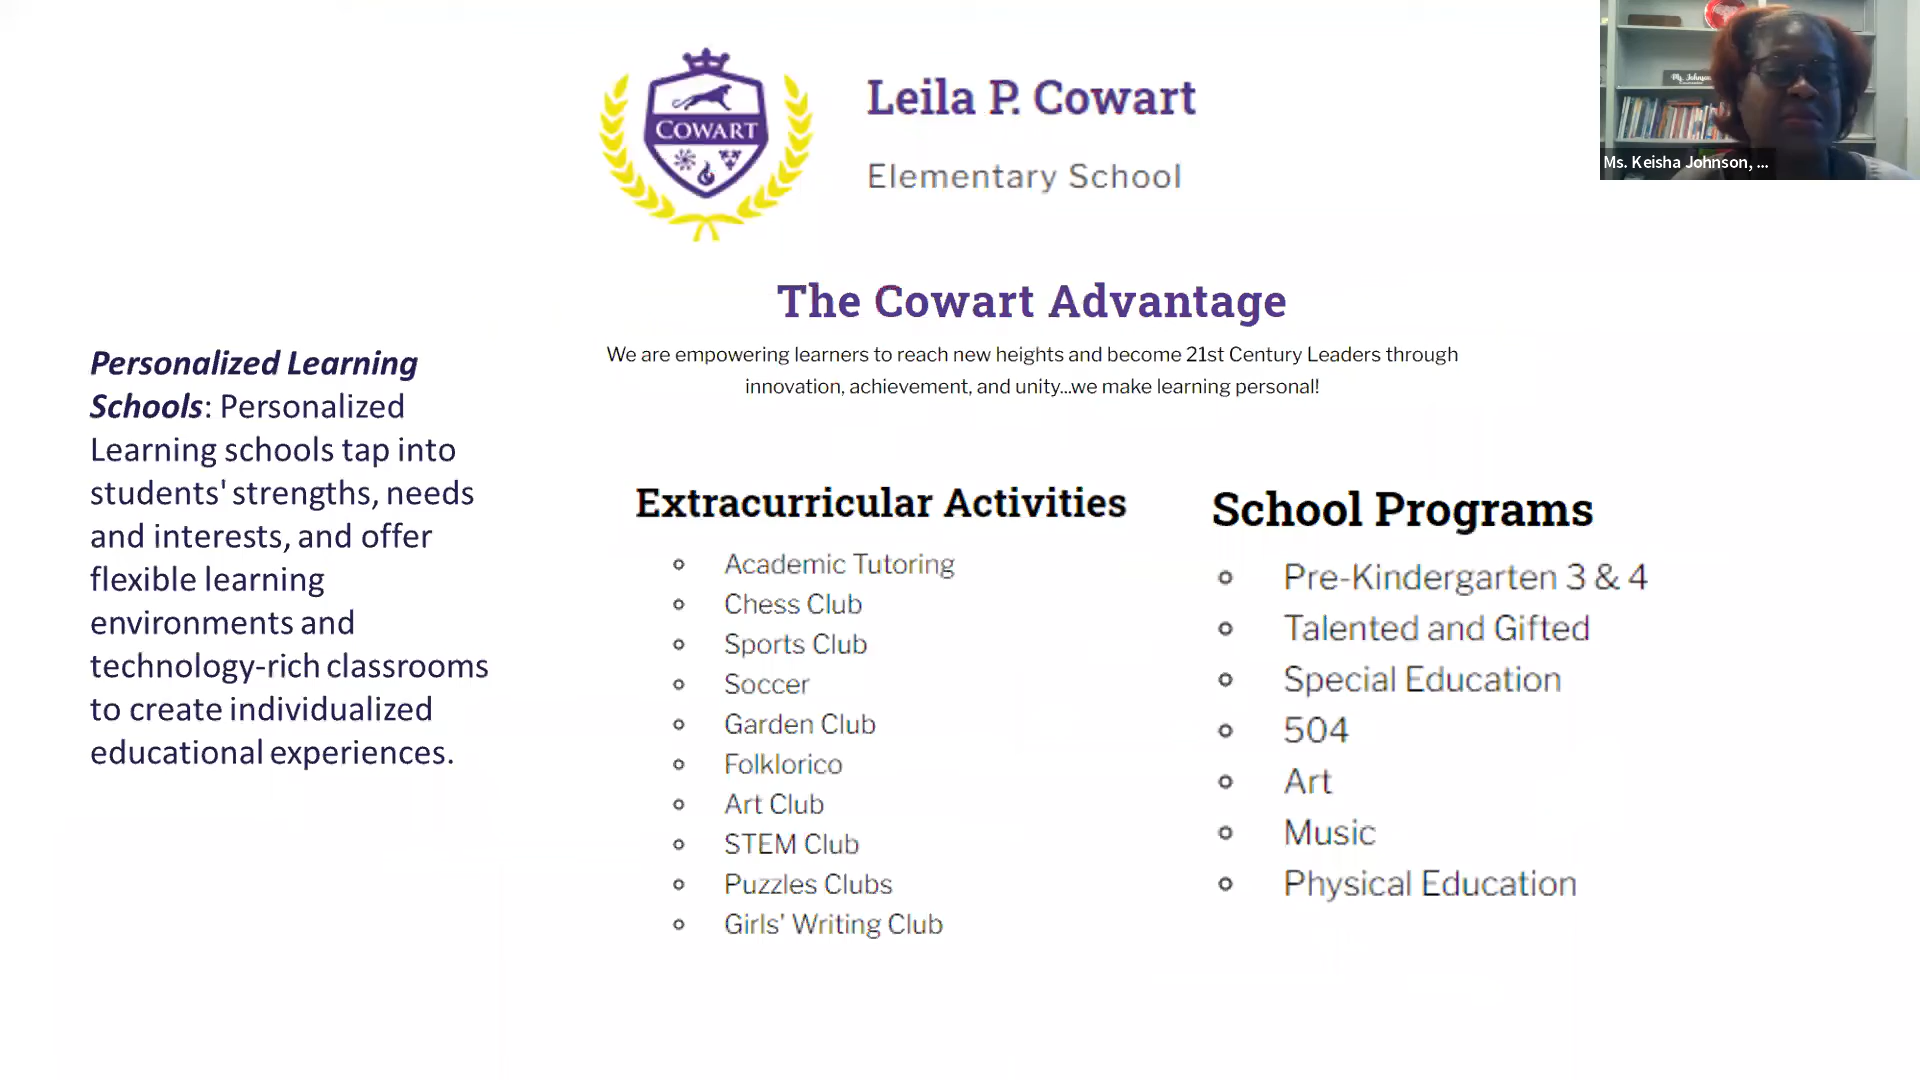 COWART
Leila P. Cowart
Elementary School
Ms. Keisha Johnson, ...
The Cowart Advantage
We are empowering learners to reach new heights and become 21st Century Leaders through
innovation, achievement, and unity...we make learning personal!
Personalized Learning
Schools: Personalized
Learning schools tap into
students' strengths, needs
and interests, and offer
flexible learning
environments and
technology-rich classrooms
to create individualized
educational experiences.
Extracurricular Activities
Academic Tutoring
Chess Club
Sports Club
Soccer
Garden Club
Folklorico
Art Club
STEM Club
Puzzles Clubs
Girls' Writing Club
School Programs
Pre-Kindergarten 3 & 4
Talented and Gifted
Special Education
504
Art
Music
Physical Education